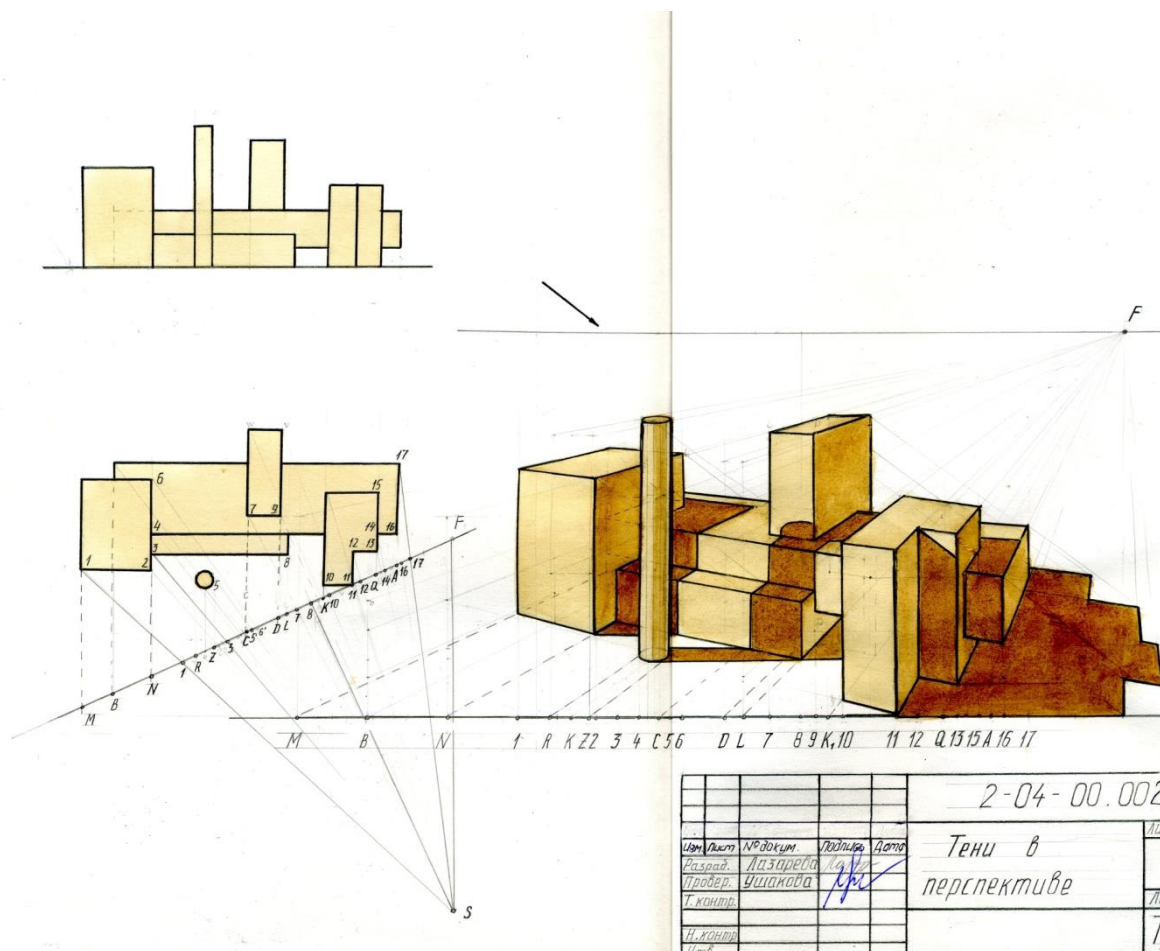 F
17
6
15
7 9
4
14 16
12 13
3
8
1 2
5
10 11
F
M B N 1 R Z 3 C 5 6 D L 7 8 K 10 11 12 Q 14 A 16 17
M B N 1 R K Z 2 3 4 C 5 6 D L 7 8 9 K, 10 11 12 Q 13 15 A 16 17
S
2-04-00.002
Изм. Лист № докум. Подпись Дата
Разраб. Лазарева
Провер. Ушакова
Т. контр.
Н. контр
Тени в
перспективе